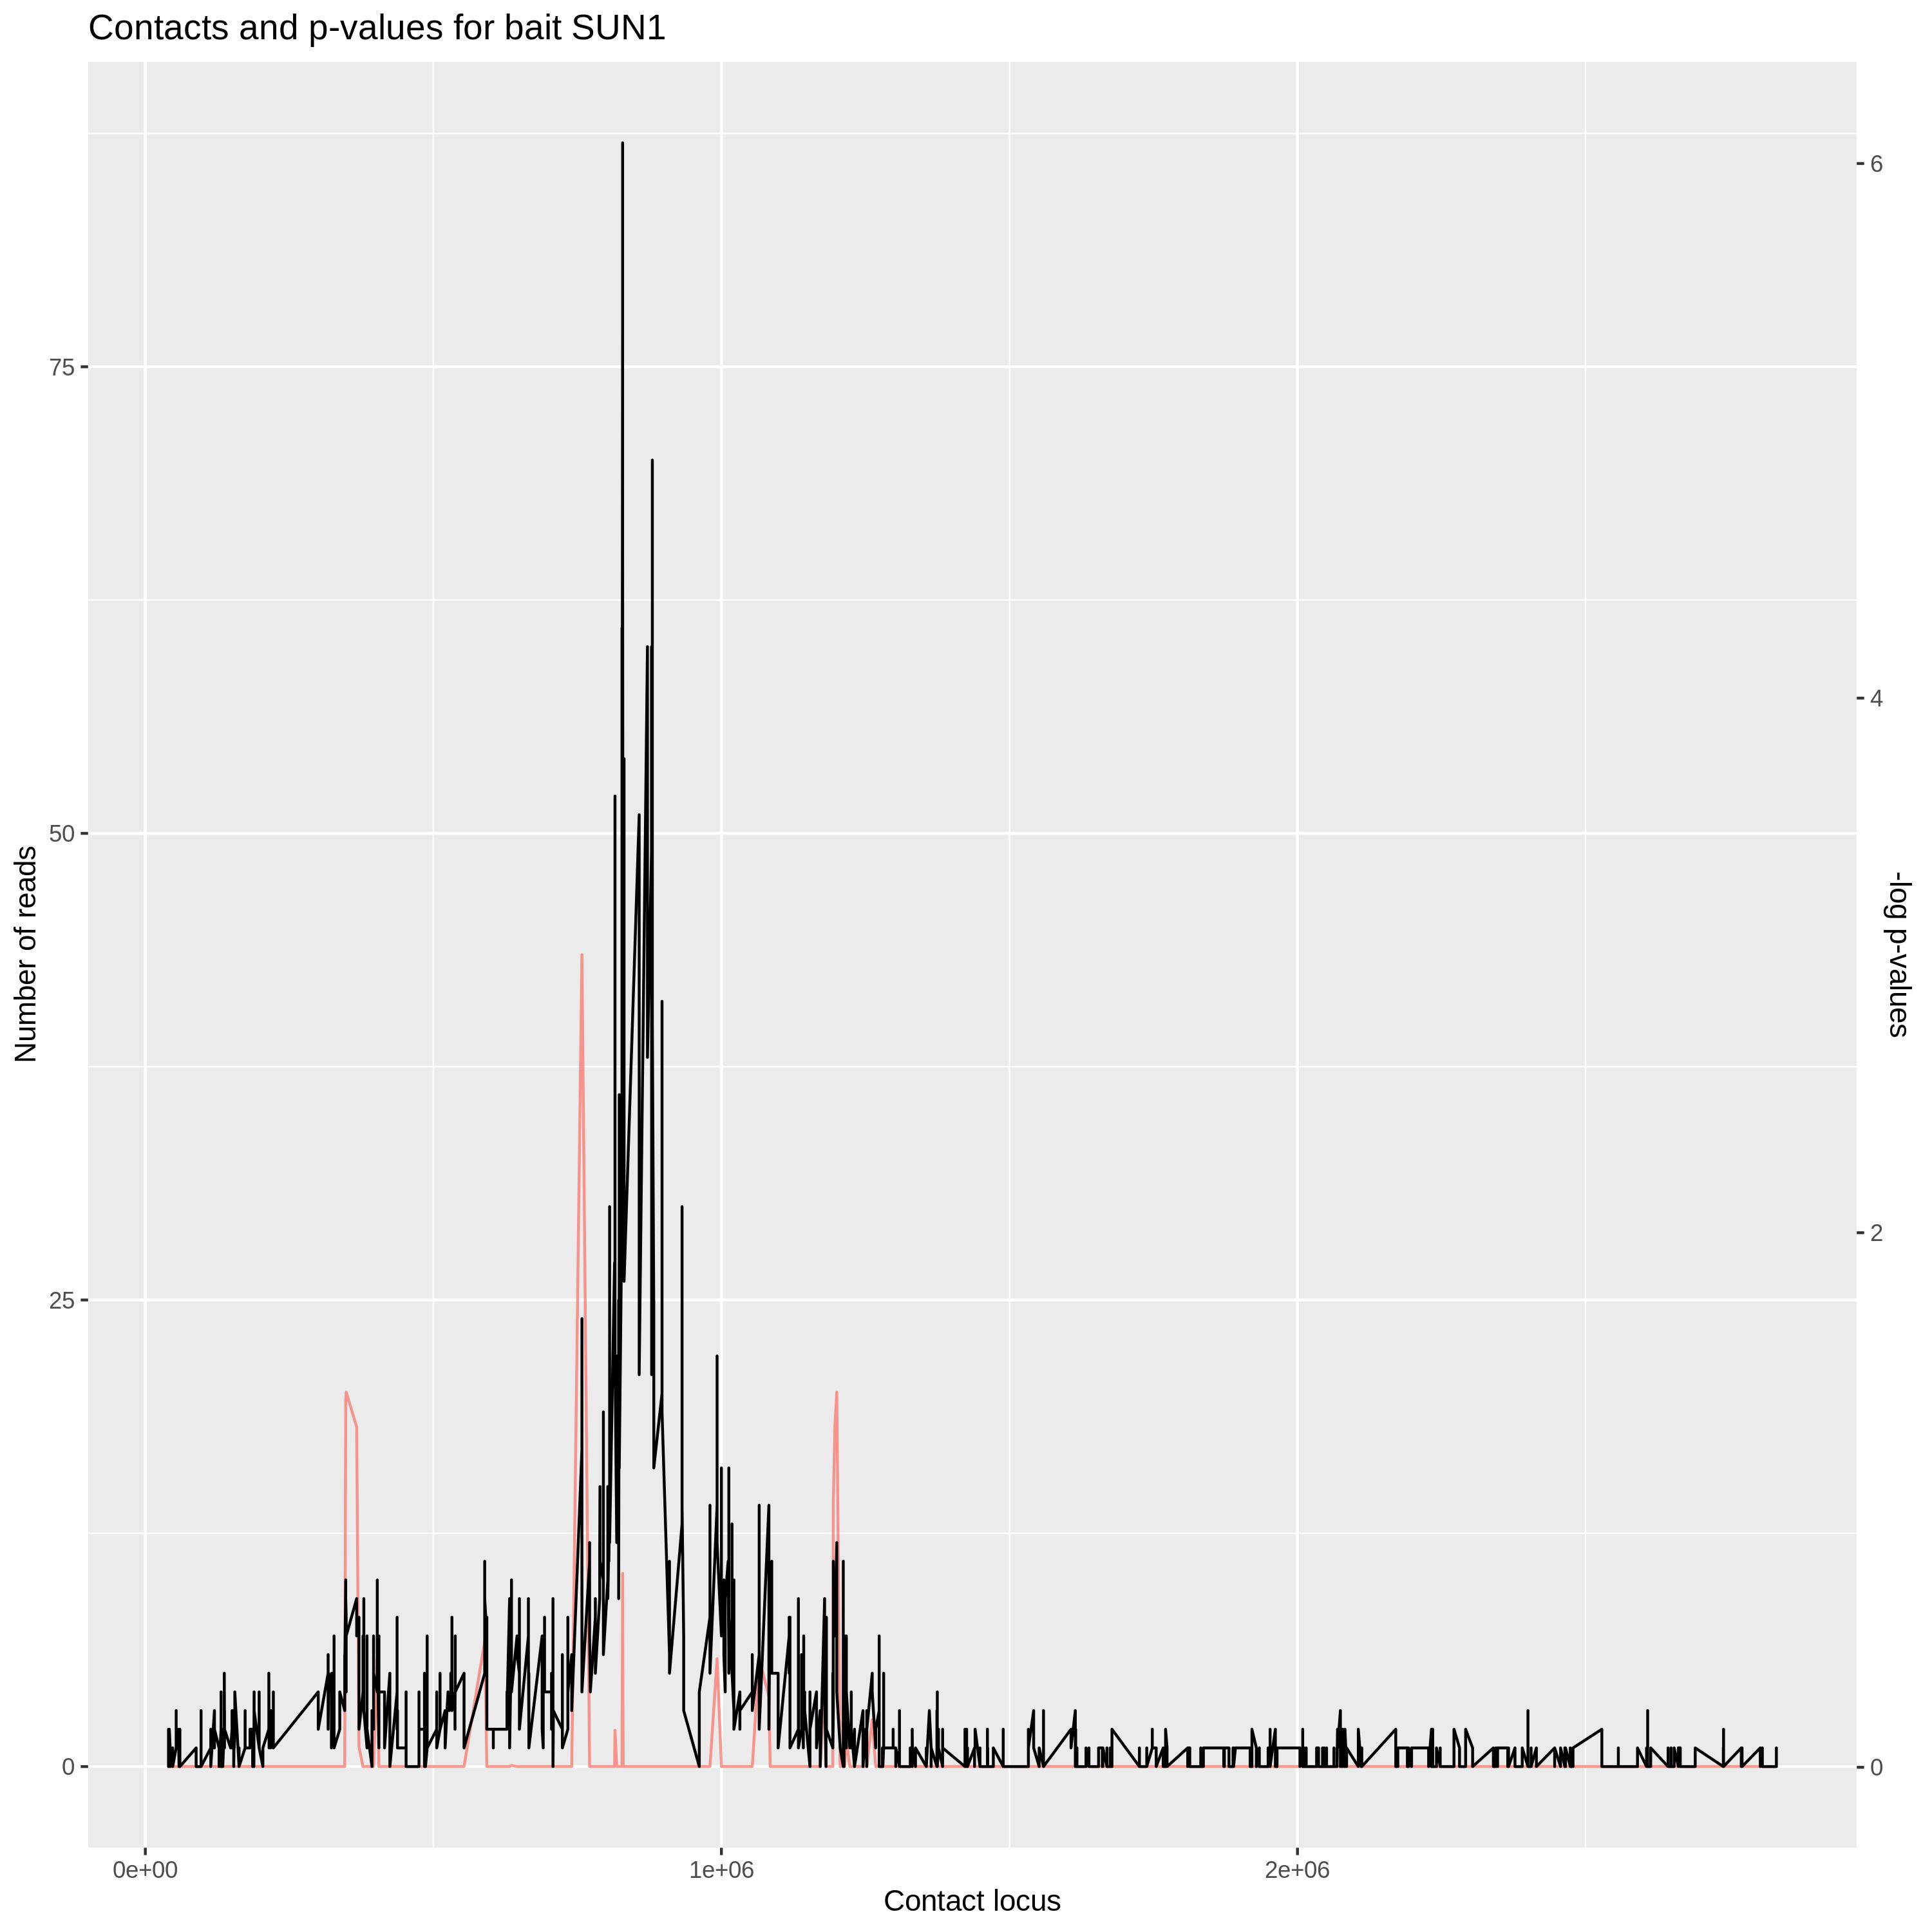 Contacts and p-values for bait SUN1
75
50
25
0
Number of reads
6
4
2
0
-log p-values
0e+00
1e+06
2e+06
Contact locus